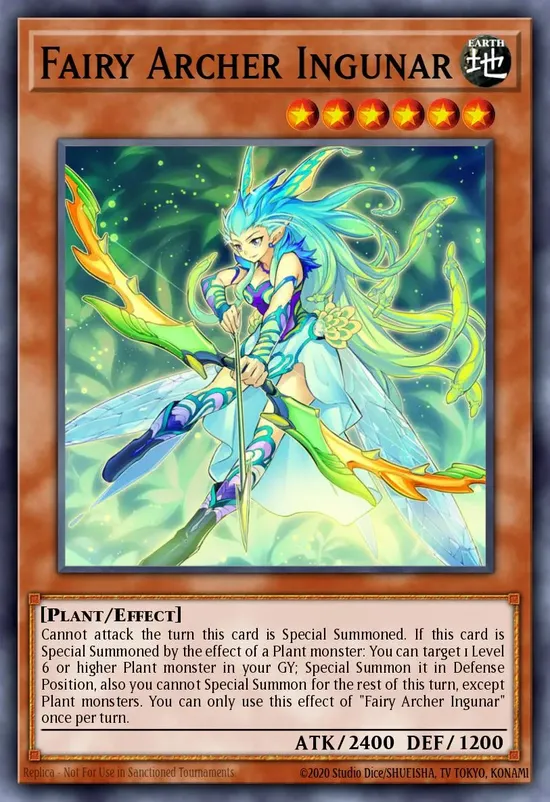 Fairy Archer Ingunar
EARTH
地
[Plant/Effect]
Cannot attack the turn this card is Special Summoned. If this card is
Special Summoned by the effect of a Plant monster: You can target 1 Level
6 or higher Plant monster in your GY; Special Summon it in Defense
Position, also you cannot Special Summon for the rest of this turn, except
Plant monsters. You can only use this effect of "Fairy Archer Ingunar"
once per turn.
ATK/2400 DEF/1200
Replica - Not For Use in Sanctioned Tournaments
©2020 Studio Dice/SHUEISHA, TV TOKYO, KONAMI